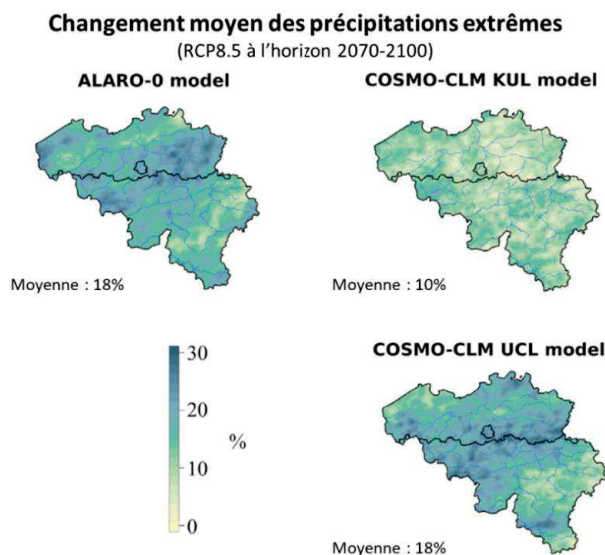 Changement moyen des précipitations extrêmes
(RCP8.5 à l'horizon 2070-2100)
ALARO-0 model
COSMO-CLM KUL model
Moyenne : 18%
Moyenne : 10%
COSMO-CLM UCL model
30
20
%
10
0
Moyenne : 18%